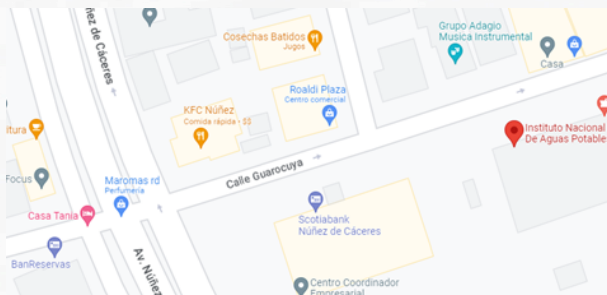 ñez de Cáceres
Cosechas Batidos
Jugos
Grupo Adagio
Musica Instrumental
Casa
Roaldi Plaza
Centro comercial
KFC Núñez
Comida rápida • $$
itura
Instituto Nacional
De Aguas Potable
Focus
Maromas rd
Perfumería
Calle Guarocuya
Casa Tania
Scotiabank
Núñez de Cáceres
BanReservas
Av. Núñez
Centro Coordinador
Empresarial